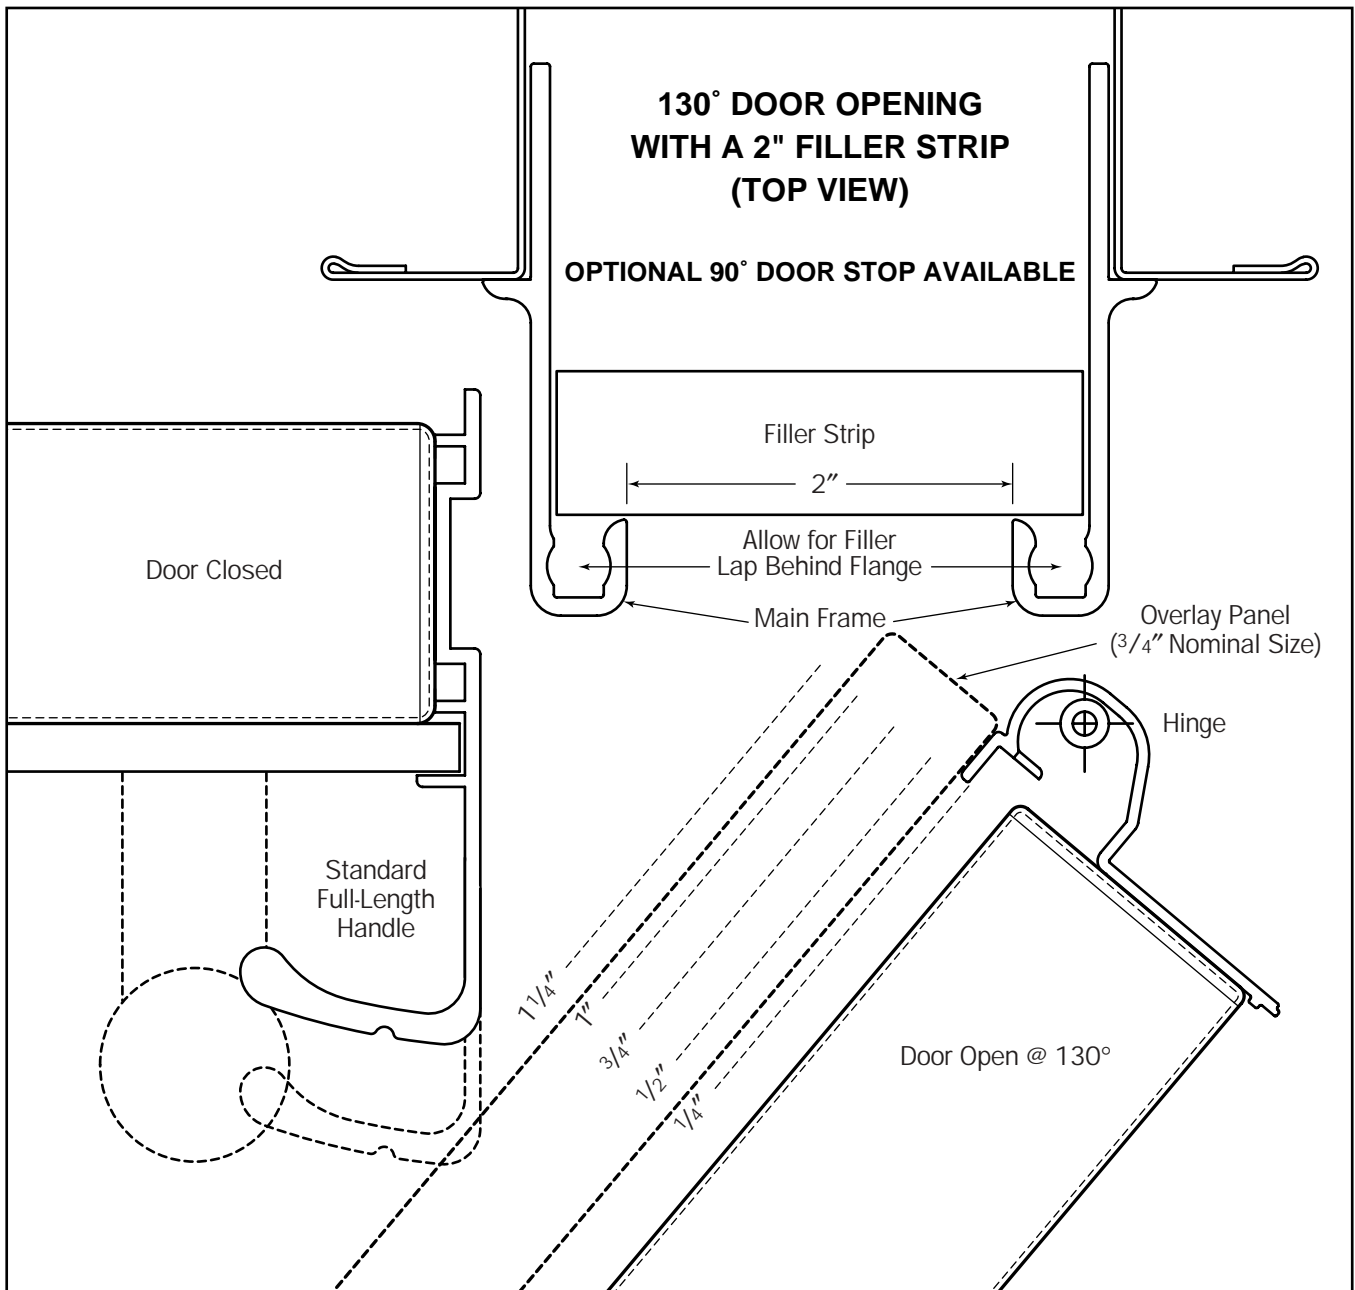 130˚ DOOR OPENING
WITH A 2" FILLER STRIP
(TOP VIEW)
OPTIONAL 90˚ DOOR STOP AVAILABLE
Filler Strip
2″
Allow for Filler
Lap Behind Flange
Main Frame
Door Closed
Overlay Panel
(3/4″ Nominal Size)
Hinge
Standard
Full-Length
Handle
1 1/4″
1″
3/4″
1/2″
1/4″
Door Open @ 130°